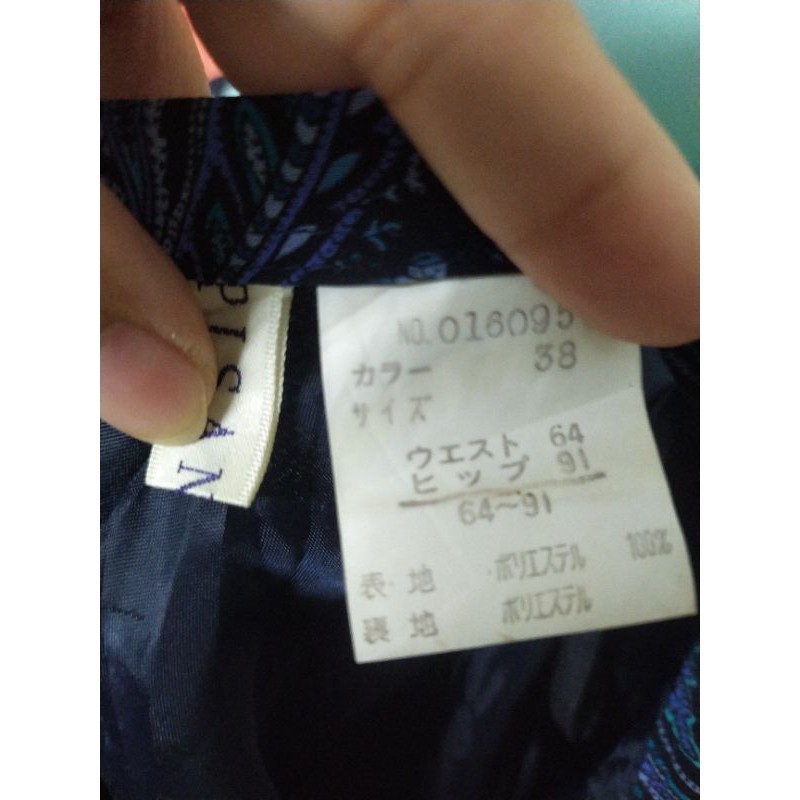 NO. 016095
カラー 38
サイズ
ウエスト 64
ヒップ 91
64～91
表 地 ポリエステル 100%
裏 地 ポリエステル